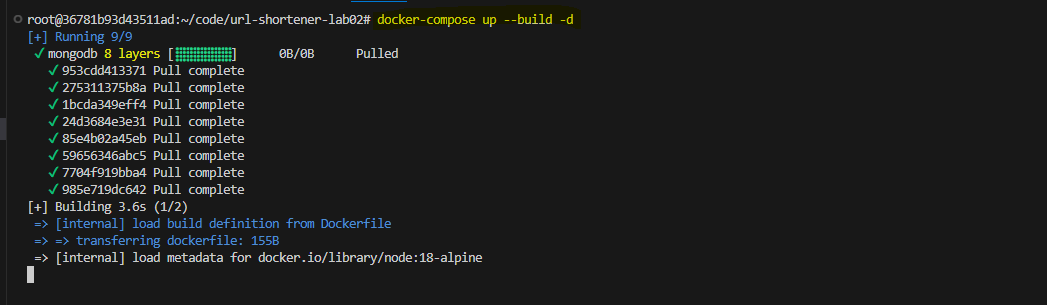 root@36781b93d43511ad:~/code/url-shortener-lab02# docker-compose up --build -d
[+] Running 9/9
✓ mongodb 8 layers [⣿⣿⣿⣿⣿⣿⣿⣿] 0B/0B Pulled
✓ 953cdd413371 Pull complete
✓ 275311375b8a Pull complete
✓ 1bcda349eff4 Pull complete
✓ 24d3684e3e31 Pull complete
✓ 85e4b02a45eb Pull complete
✓ 59656346abc5 Pull complete
✓ 7704f919bba4 Pull complete
✓ 985e719dc642 Pull complete
[+] Building 3.6s (1/2)
=> [internal] load build definition from Dockerfile
=> => transferring dockerfile: 155B
=> [internal] load metadata for docker.io/library/node:18-alpine